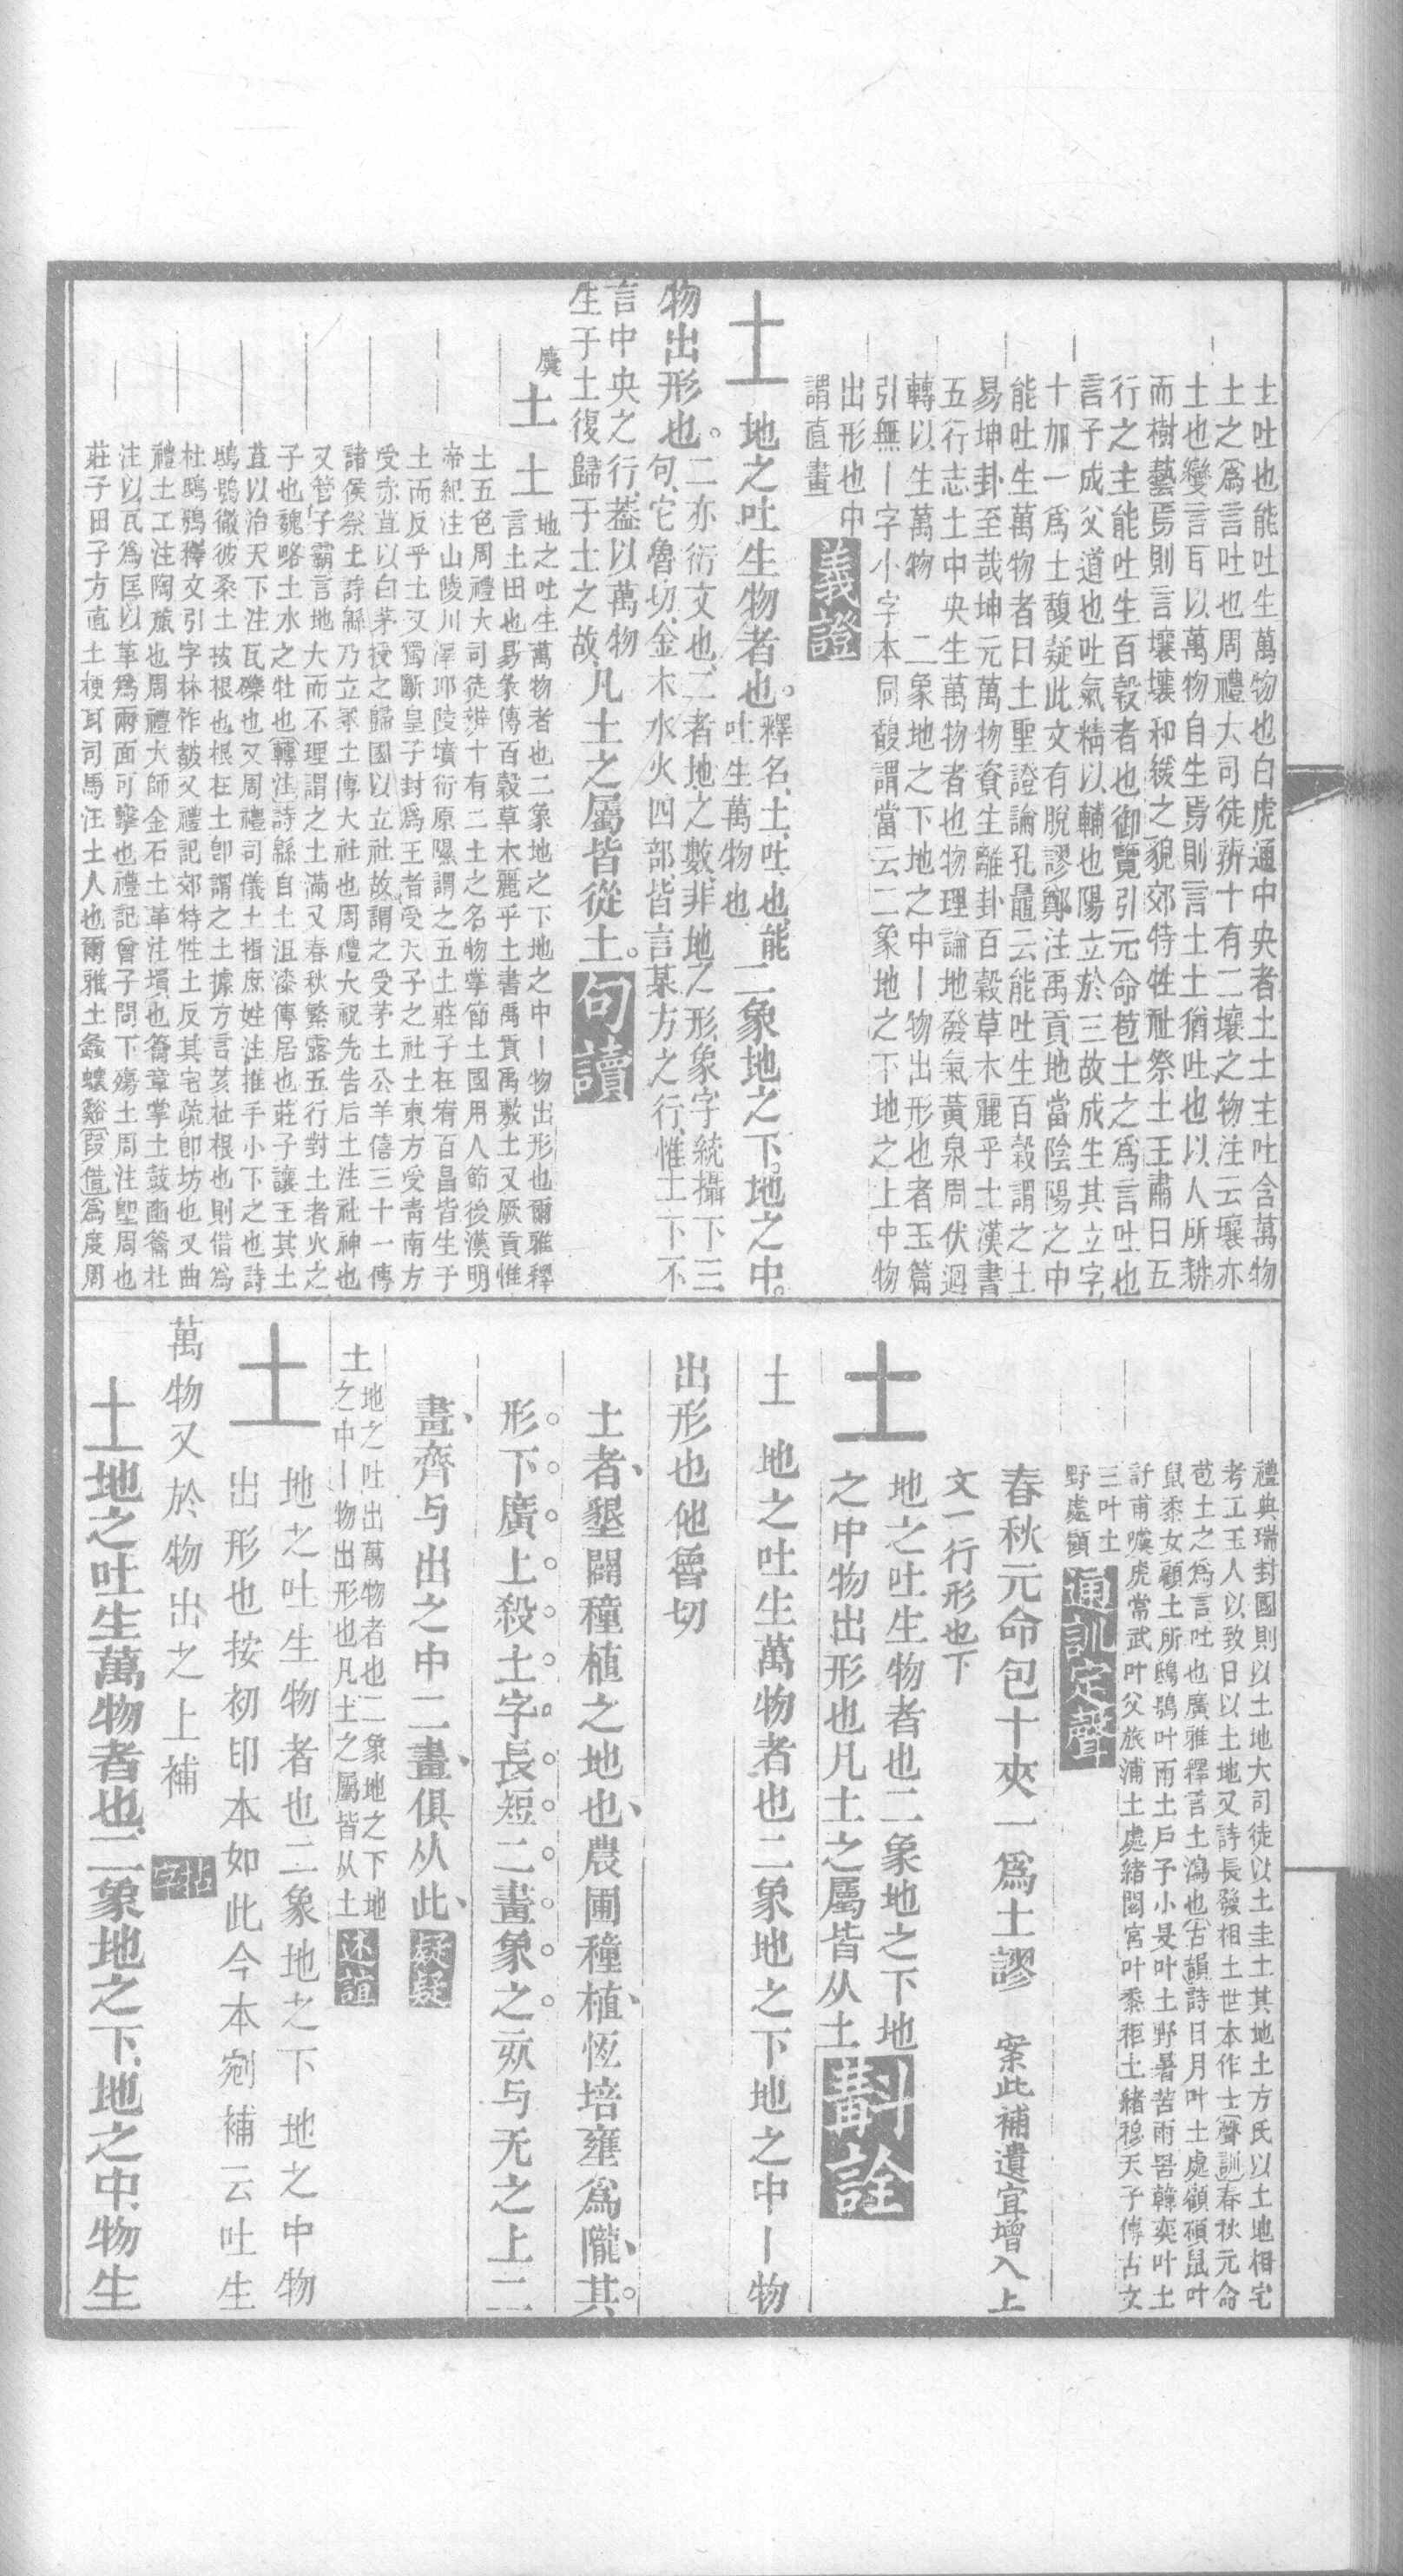 土吐也能吐生萬物也白虎通中央者土土主吐含萬物
土之爲言吐也周禮大司徒辨十有二壤之物注云壤亦
土也變言耳以萬物自生焉則言土土猶吐也以人所耕
而樹藝焉則言壤壤和緩之貌郊特牲社祭土王肅曰五
行之主能吐生百穀者也御覽引元命苞土之爲言吐也
言子成父道也吐氣精以輔也陽立於三故成生其立字
十加一爲土馥疑此文有脫謬鄭注禹貢地當陰陽之中
能吐生萬物者曰土聖證論孔鼂云能吐生百穀謂之土
易坤卦至哉坤元萬物資生離卦百穀草木麗乎土漢書
五行志土中央生萬物者也物理論地發氣黃泉周伏迴
轉以生萬物 二象地之下地之中丨物出形也者玉篇
引無丨字小字本同馥謂當云二象地之下地之上中物
出形也中
謂直畫 義證
土 地之吐生物者也。釋名、土、吐也、能
吐生萬物也、二象地之下。地之中。
物出形也。二亦衍文也、二者地之數、非地之形、象字統攝下三
句、它魯切、金木水火四部、皆言某方之行、惟土下不
言中央之行、蓋以萬物
生于土復歸于土之故、凡土之屬皆從土。句讀
虞 土 土地之吐生萬物者也二象地之下地之中丨物出形也爾雅釋
言土田也易彖傳百穀草木麗乎土書禹貢禹敷土又厥貢惟
土五色周禮大司徒辨十有二土之名物掌節土國用人節後漢明
帝紀注山陵川澤邱陵墳衍原隰謂之五土莊子在宥百昌皆生于
土而反乎土又獨斷皇子封爲王者受天子之社土東方受青南方
受赤苴以白茅授之歸國以立社故謂之受茅土公羊僖三十一傳
諸侯祭土詩緜乃立冢土傳大社也周禮大祝先告后土注社神也
又管子霸言地大而不理謂之土滿又春秋繁露五行對土者火之
子也魏略土水之牡也(轉注)詩緜自土沮漆傳居也莊子讓王其土
苴以治天下注瓦礫也又周禮司儀土揖庶姓注推手小下之也詩
鴟鴞徹彼桑土按根也根在土卽謂之土據方言荄杜根也則借爲
杜鴟鴞釋文引字林作㪗又禮記郊特牲土反其宅疏卽坊也又曲
禮土工注陶旊也周禮大師金石土革注塤也籥章掌土鼓豳籥杜
注以瓦爲匡以革爲兩面可擊也禮記曾子問下殤土周注堲周也
莊子田子方直土梗耳司馬注土人也爾雅土螽蠰谿(叚借)爲度周
禮典瑞封國則以土地大司徒以土圭土其地土方氏以土地相宅
考工玉人以致日以土地又詩長發相土世本作士(聲訓)春秋元命
苞土之爲言吐也廣雅釋言土瀉也(古韻)詩日月叶土處顧碩鼠叶
鼠黍女顧土所鴟鴞叶雨土戶子小旻叶土野暑苦雨罟韓奕叶土
訏甫噳虎常武叶父旅浦土處緒閟宮叶黍秬土緒穆天子傳古文
三叶土
野處顧 通訓定聲
春秋元命包十夾一爲土謬 案此補遺宜增入上
文一行形也下
土 地之吐生物者也二象地之下地
之中物出形也凡土之屬皆从土 斠詮
土 地之吐生萬物者也二象地之下地之中丨物
出形也他魯切
土者、墾闢種植之地也、農圃種植、恆培壅爲隴、其。
形下廣上殺土字長短二畫象之㪅与无之上二
畫、齊与出之中二畫、俱从此、疑疑
土 地之吐出萬物者也二象地之下地
之中丨物出形也凡土之屬皆从土 述誼
土 地之吐生物者也二象地之下地之中物
出形也按初印本如此今本剜補云吐生
萬物又於物出之上補 古字
土地之吐生萬物者也、二象地之下、地之中、物生